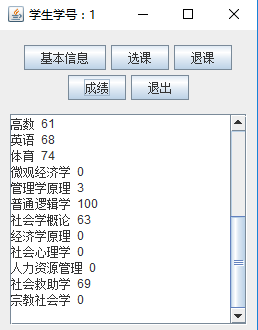 学生学号：1
基本信息 选课 退课
成绩 退出
高数 61
英语 68
体育 74
微观经济学 0
管理学原理 3
普通逻辑学 100
社会学概论 63
经济学原理 0
社会心理学 0
人力资源管理 0
社会救助学 69
宗教社会学 0